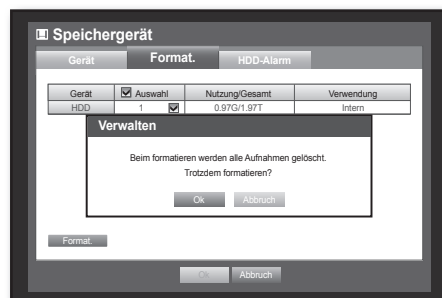 Speichergerät
Gerät Format. HDD-Alarm
Gerät Auswahl Nutzung/Gesamt Verwendung
HDD 1 0.97G/1.97T Intern
Verwalten
Beim formatieren werden alle Aufnahmen gelöscht.
Trotzdem formatieren?
Ok Abbruch
Format.
Ok Abbruch